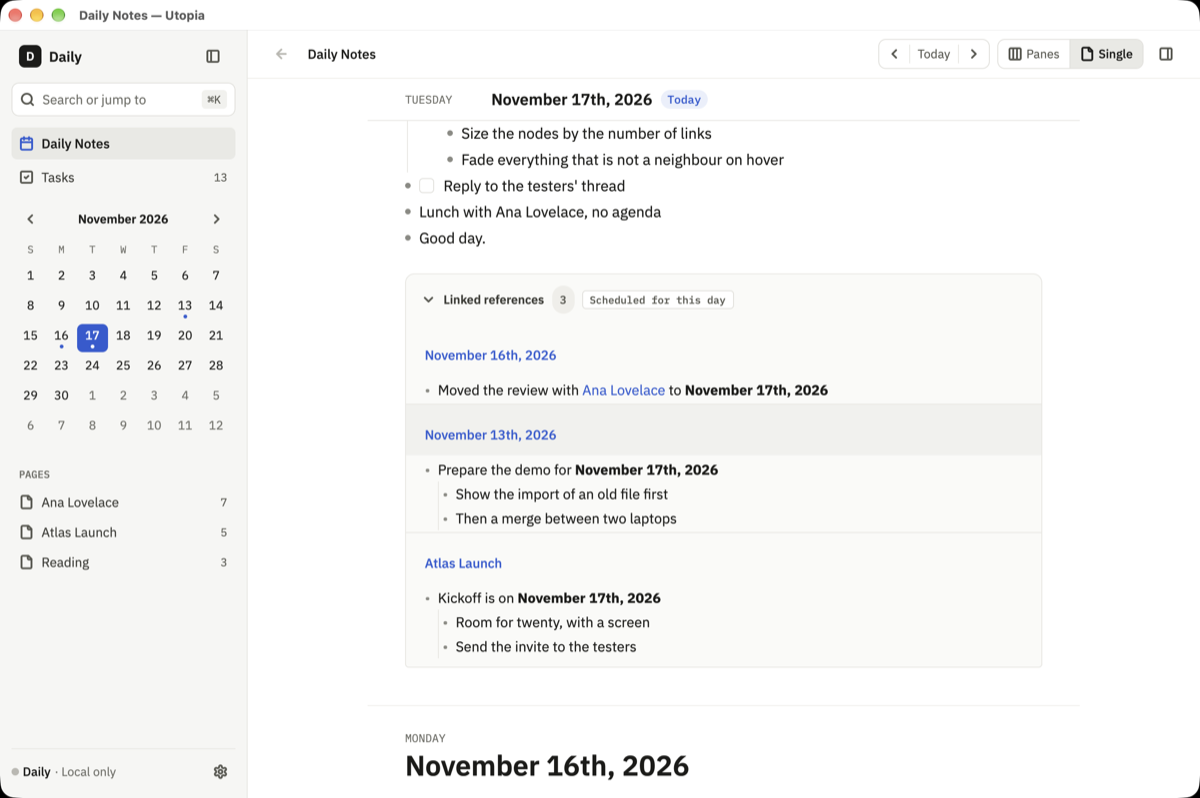 Daily Notes — Utopia
D Daily
Search or jump to ⌘K
Daily Notes
Tasks 13
November 2026
S M T W T F S
1 2 3 4 5 6 7
8 9 10 11 12 13 14
15 16 17 18 19 20 21
22 23 24 25 26 27 28
29 30 1 2 3 4 5
6 7 8 9 10 11 12
PAGES
Ana Lovelace 7
Atlas Launch 5
Reading 3
Daily · Local only
Daily Notes
Today
Panes
Single
TUESDAY November 17th, 2026 Today
Size the nodes by the number of links
Fade everything that is not a neighbour on hover
Reply to the testers' thread
Lunch with Ana Lovelace, no agenda
Good day.
Linked references 3 Scheduled for this day
November 16th, 2026
Moved the review with Ana Lovelace to November 17th, 2026
November 13th, 2026
Prepare the demo for November 17th, 2026
Show the import of an old file first
Then a merge between two laptops
Atlas Launch
Kickoff is on November 17th, 2026
Room for twenty, with a screen
Send the invite to the testers
MONDAY
November 16th, 2026